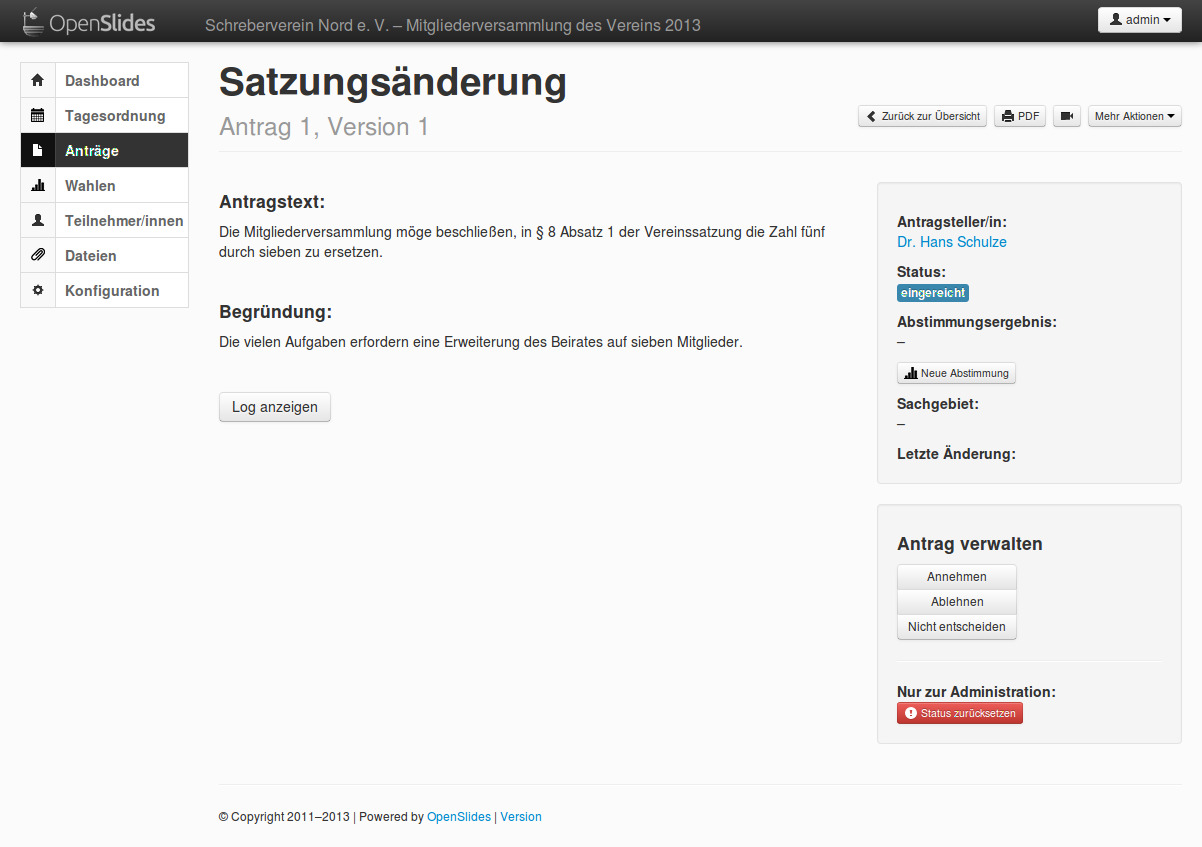 OpenSlides
Schreberverein Nord e. V. – Mitgliederversammlung des Vereins 2013
admin
Dashboard
Tagesordnung
Anträge
Wahlen
Teilnehmer/innen
Dateien
Konfiguration
Satzungsänderung
Antrag 1, Version 1
Zurück zur Übersicht
PDF
Mehr Aktionen
Antragstext:
Die Mitgliederversammlung möge beschließen, in § 8 Absatz 1 der Vereinssatzung die Zahl fünf
durch sieben zu ersetzen.
Begründung:
Die vielen Aufgaben erfordern eine Erweiterung des Beirates auf sieben Mitglieder.
Log anzeigen
Antragsteller/in:
Dr. Hans Schulze
Status:
eingereicht
Abstimmungsergebnis:
–
Neue Abstimmung
Sachgebiet:
–
Letzte Änderung:
Antrag verwalten
Annehmen
Ablehnen
Nicht entscheiden
Nur zur Administration:
Status zurücksetzen
© Copyright 2011–2013 | Powered by OpenSlides | Version